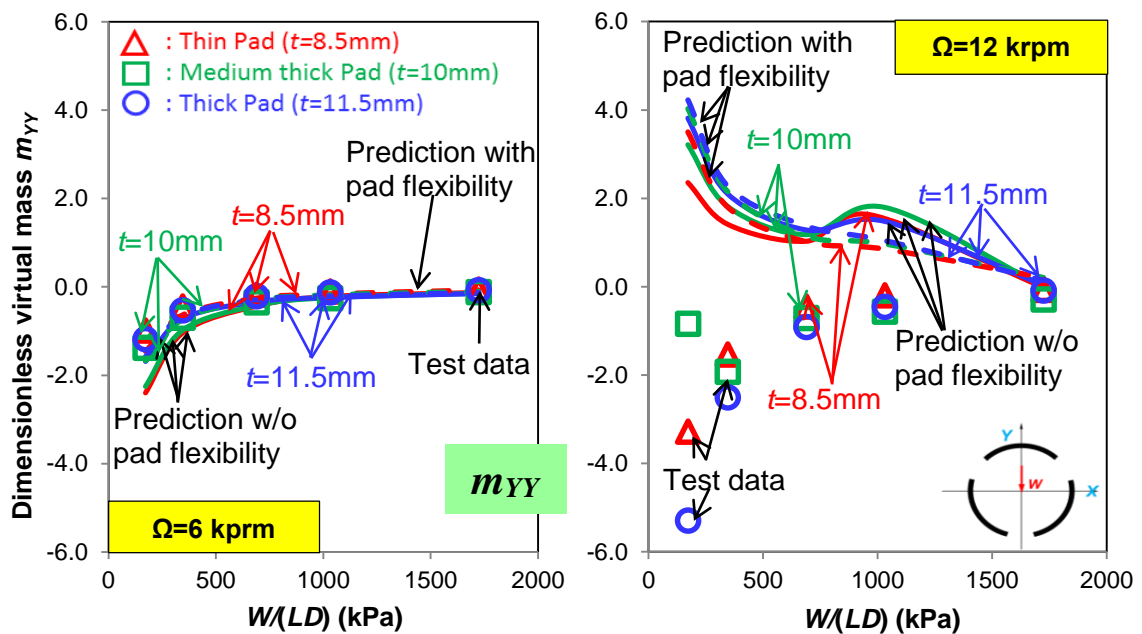 Dimensionless virtual mass mYY
6.0
4.0
2.0
0.0
-2.0
-4.0
-6.0
: Thin Pad (t=8.5mm)
: Medium thick Pad (t=10mm)
: Thick Pad (t=11.5mm)
Prediction with
pad flexibility
t=8.5mm
t=10mm
t=11.5mm
Test data
Prediction w/o
pad flexibility
mYY
Ω=6 kprm
0
500
1000
1500
2000
W/(LD) (kPa)
6.0
4.0
2.0
0.0
-2.0
-4.0
-6.0
Prediction with
pad flexibility
Ω=12 krpm
t=10mm
t=11.5mm
Prediction w/o
pad flexibility
t=8.5mm
Test data
Y
W
X
0
500
1000
1500
2000
W/(LD) (kPa)